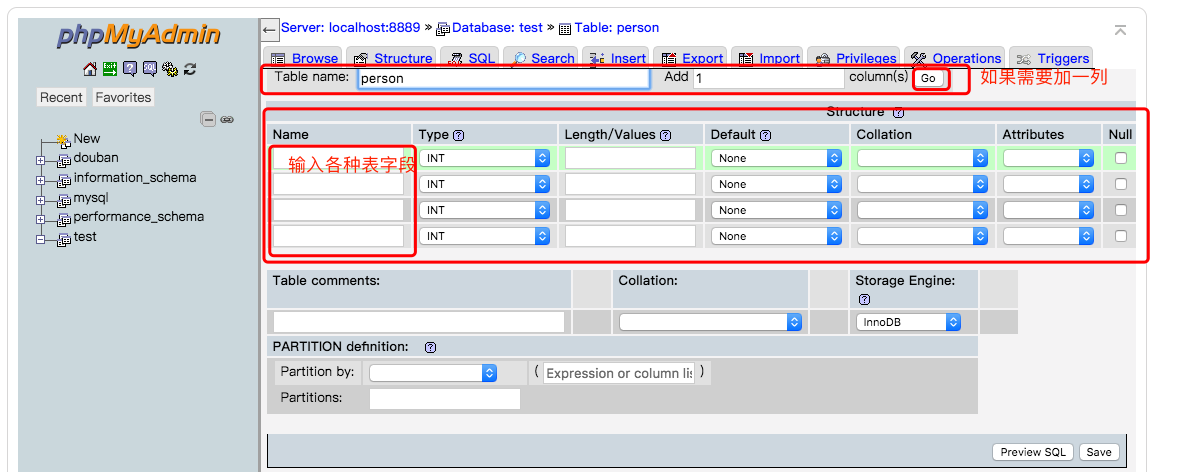 phpMyAdmin
Recent Favorites
New
douban
information_schema
mysql
performance_schema
test
Server: localhost:8889 » Database: test » Table: person
Browse Structure SQL Search Insert Export Import Privileges Operations Triggers
Table name: person Add 1 column(s) Go 如果需要加一列
Structure
Name Type Length/Values Default Collation Attributes Null
输入各种表字段 INT None
INT None
INT None
INT None
Table comments: Collation: Storage Engine:
InnoDB
PARTITION definition:
Partition by: ( Expression or column lis )
Partitions:
Preview SQL Save